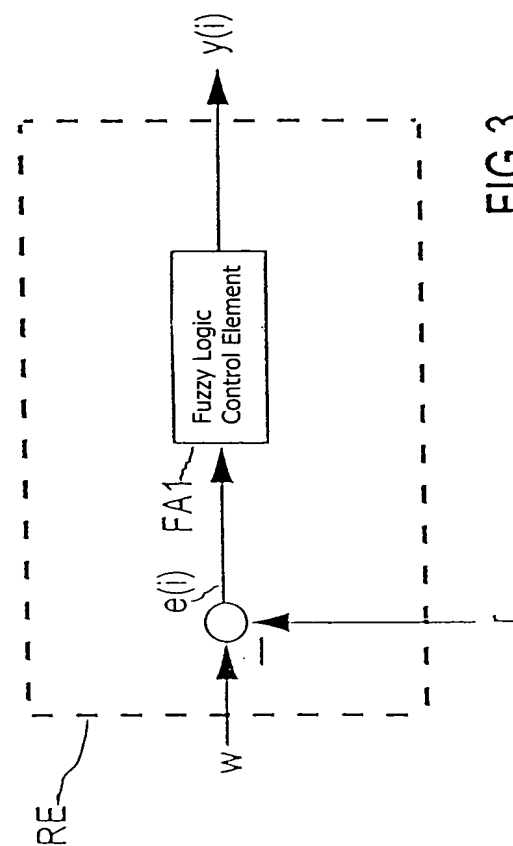 RE
w
e(i)
FA1
Fuzzy Logic
Control Element
y(i)
r
FIG 3